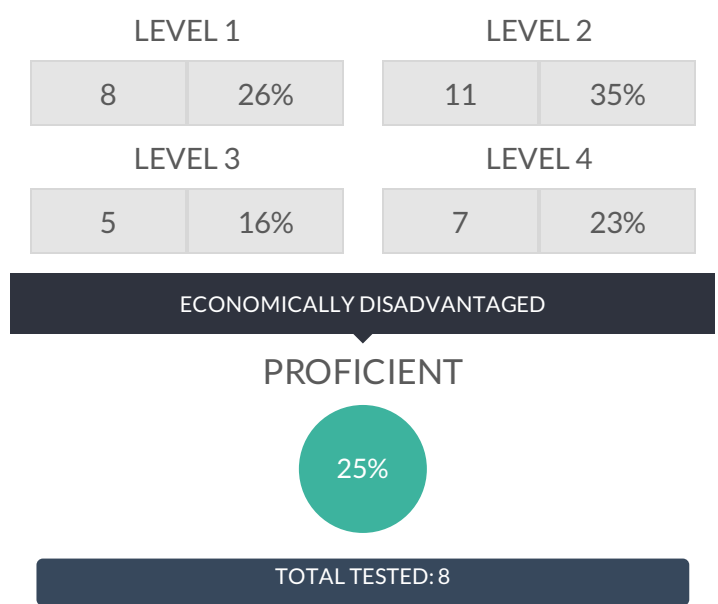 LEVEL 1 LEVEL 2
8 26% 11 35%
LEVEL 3 LEVEL 4
5 16% 7 23%
ECONOMICALLY DISADVANTAGED
PROFICIENT
25%
TOTAL TESTED: 8